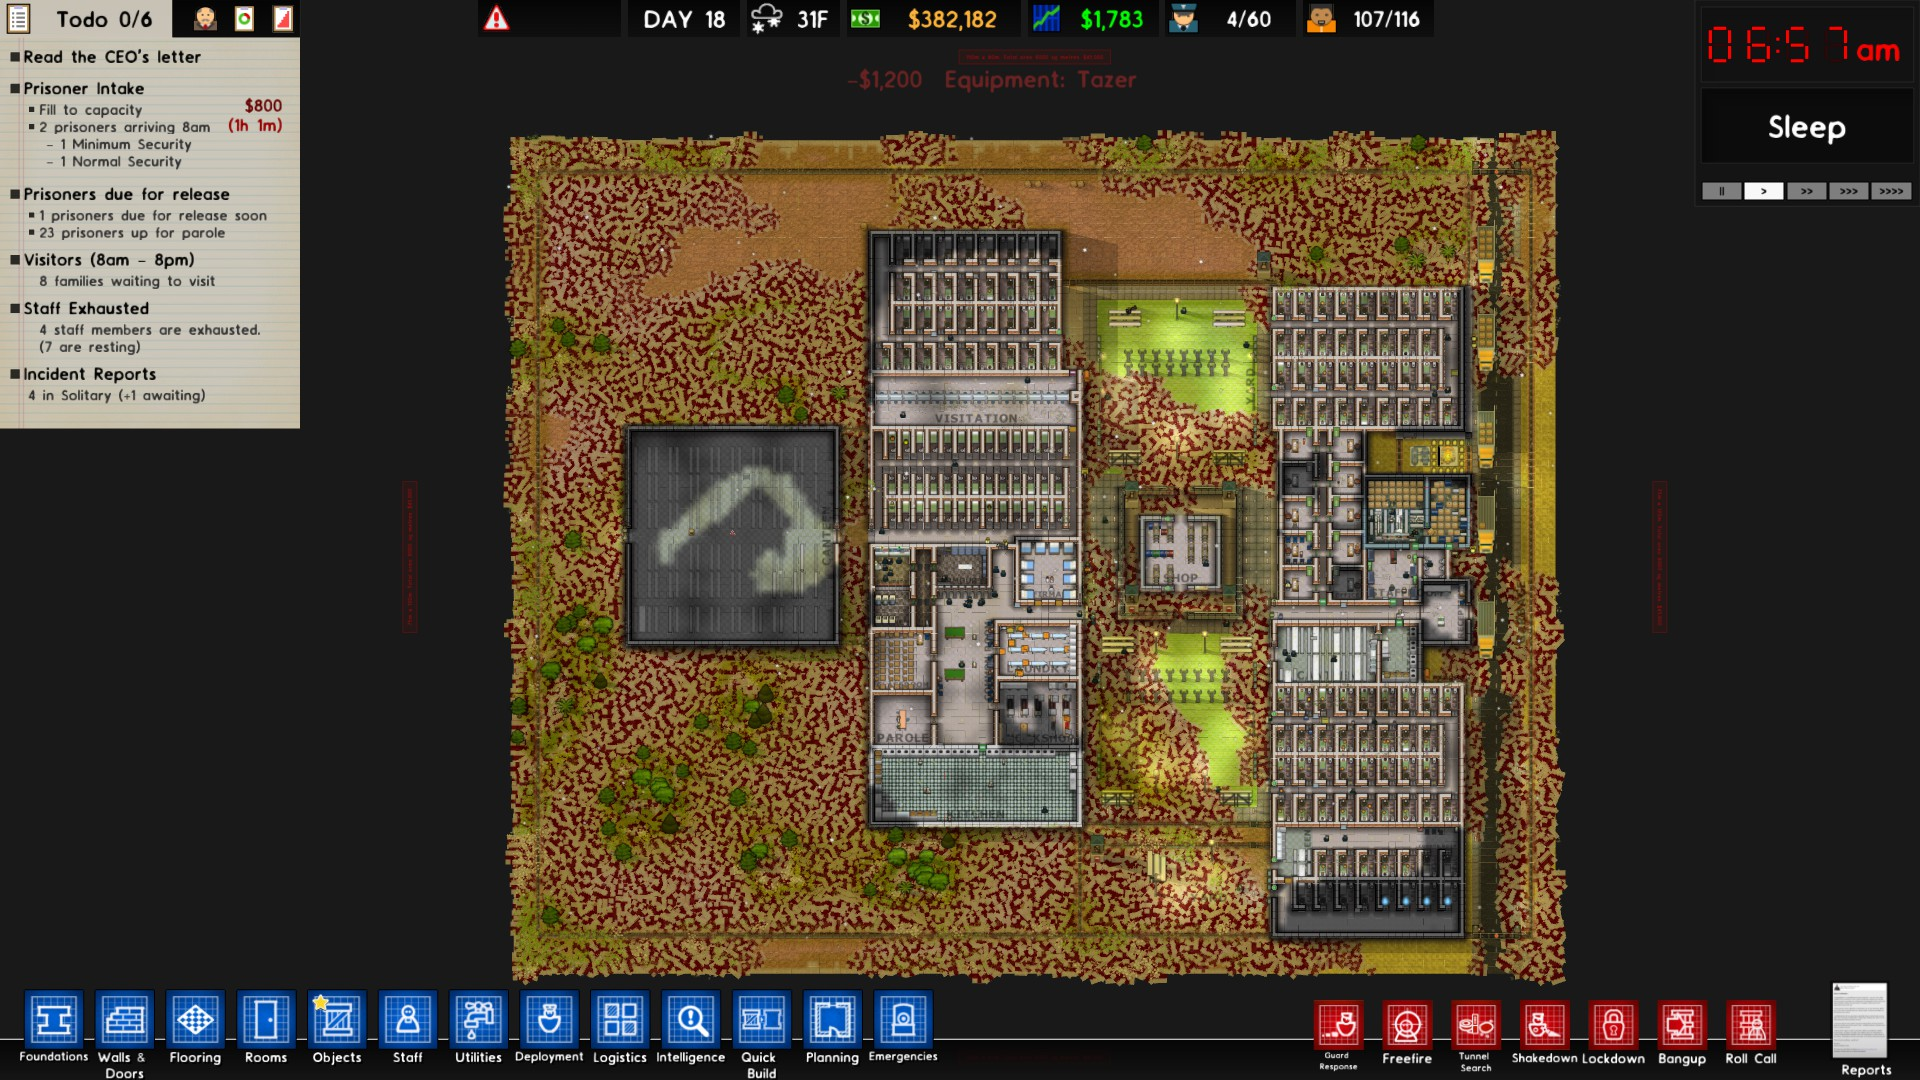 Todo 0/6
DAY 18
31F
$382,182
$1,783
4/60
107/116
06:57am
Sleep
II
>
>>
>>>
>>>>
-$1,200 Equipment: Tazer
Read the CEO's letter
Prisoner Intake
Fill to capacity $800
2 prisoners arriving 8am (1h 1m)
- 1 Minimum Security
- 1 Normal Security
Prisoners due for release
1 prisoners due for release soon
23 prisoners up for parole
Visitors (8am - 8pm)
8 families waiting to visit
Staff Exhausted
4 staff members are exhausted.
(7 are resting)
Incident Reports
4 in Solitary (+1 awaiting)
VISITATION
CANTEEN
SHOP
LAUNDRY
PAROLE
KITCHEN
Foundations
Walls &
Doors
Flooring
Rooms
Objects
Staff
Utilities
Deployment
Logistics
Intelligence
Quick
Build
Planning
Emergencies
Guard
Response
Freefire
Tunnel
Search
Shakedown
Lockdown
Bangup
Roll Call
Reports